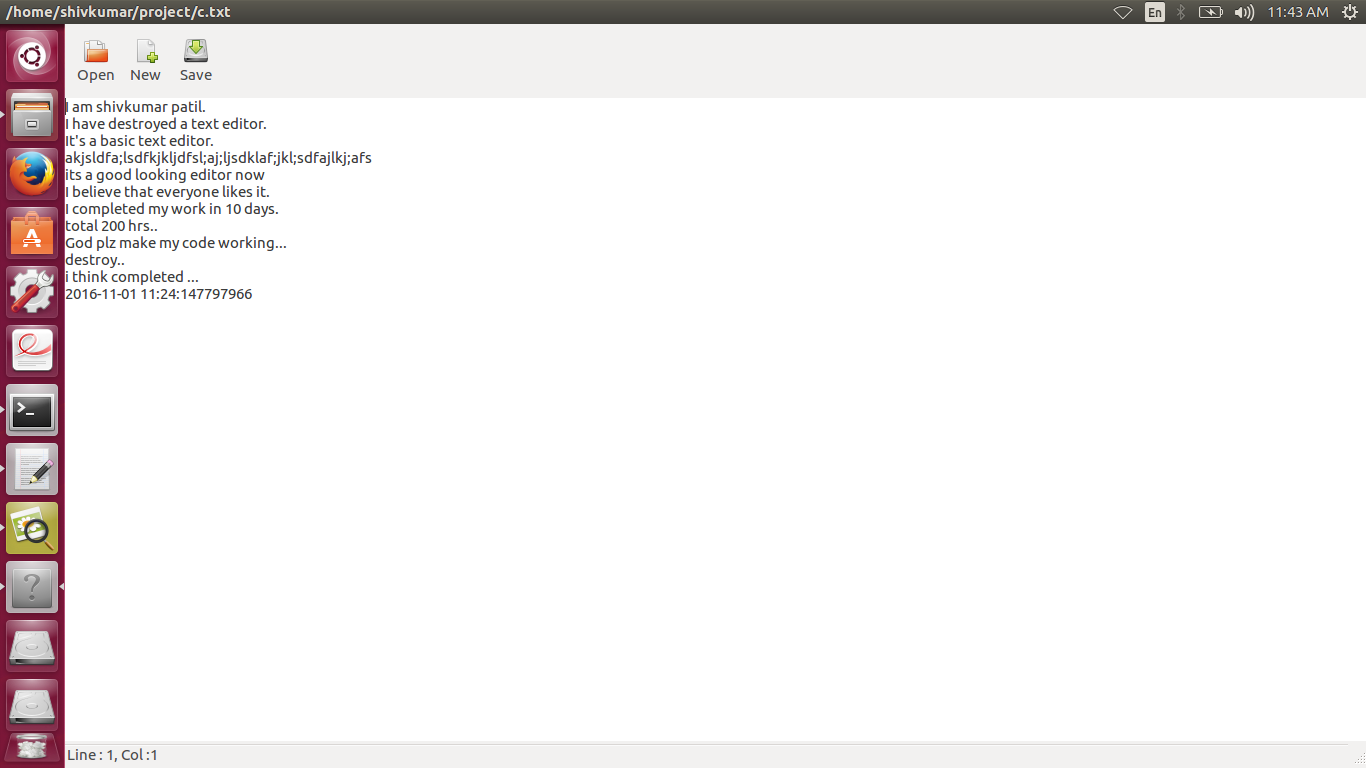 /home/shivkumar/project/c.txt
En
11:43 AM
Open New Save
I am shivkumar patil.
I have destroyed a text editor.
It's a basic text editor.
akjsldfa;lsdfkjkljdfsl;aj;ljsdklaf;jkl;sdfajlkj;afs
its a good looking editor now
I believe that everyone likes it.
I completed my work in 10 days.
total 200 hrs..
God plz make my code working...
destroy..
i think completed ...
2016-11-01 11:24:147797966
Line : 1, Col :1